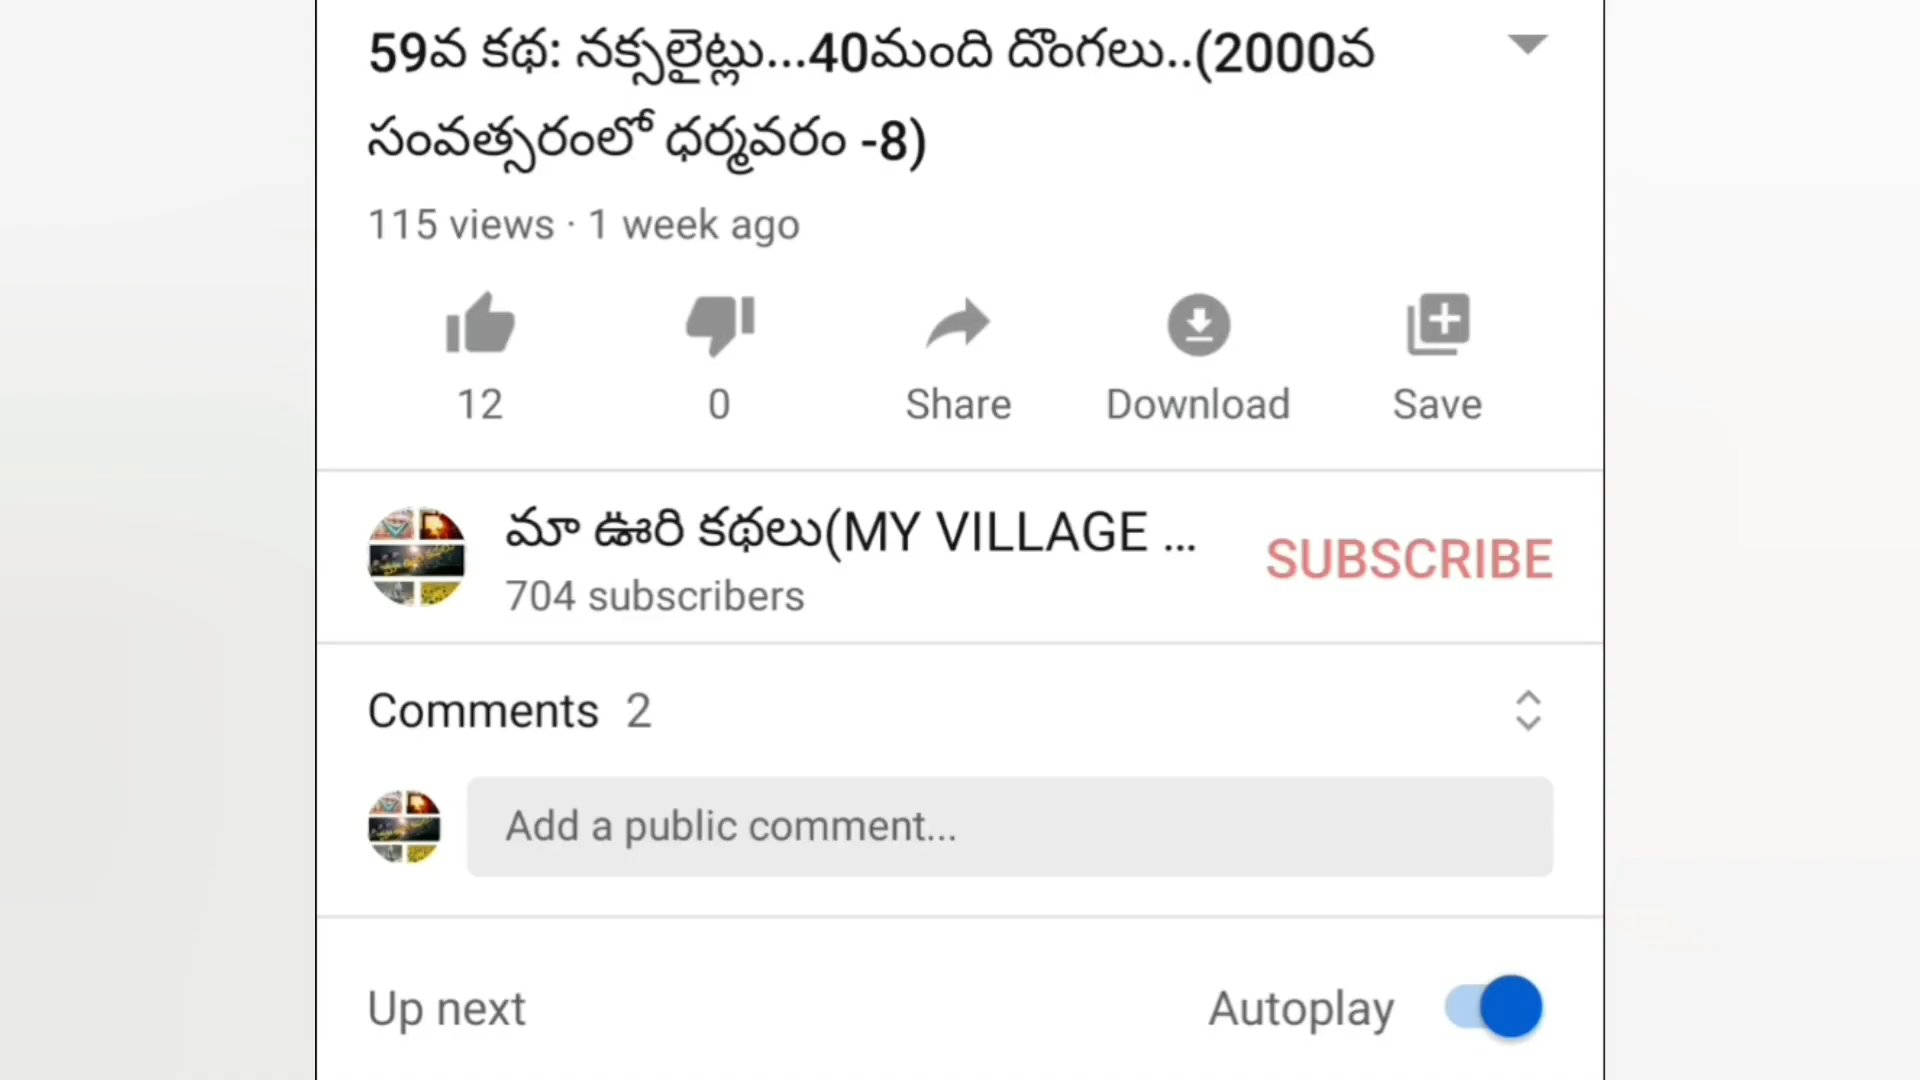 59వ కథ: నక్సలైట్లు...40మంది దొంగలు..(2000వ
సంవత్సరంలో ధర్మవరం -8)
115 views · 1 week ago
12
0
Share
Download
Save
మా ఊరి కథలు(MY VILLAGE ...
SUBSCRIBE
704 subscribers
Comments 2
Add a public comment...
Up next
Autoplay